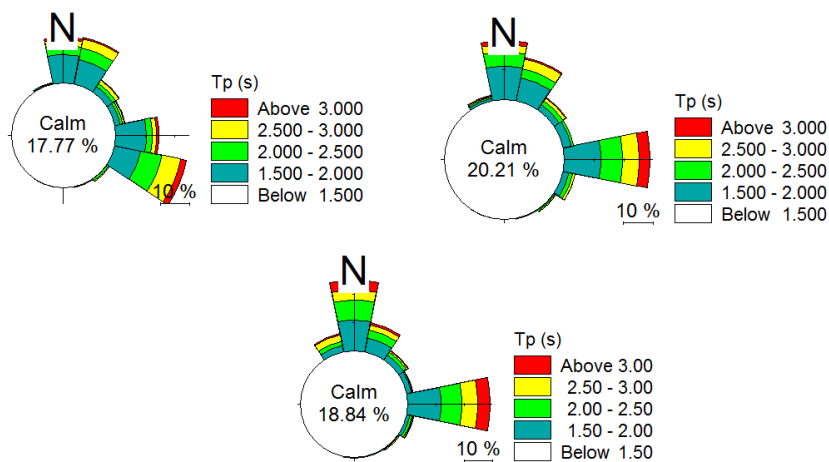 N
Calm
17.77 %
10 %
Tp (s)
Above 3.000
2.500 - 3.000
2.000 - 2.500
1.500 - 2.000
Below 1.500
N
Calm
20.21 %
10 %
Tp (s)
Above 3.000
2.500 - 3.000
2.000 - 2.500
1.500 - 2.000
Below 1.500
N
Calm
18.84 %
10 %
Tp (s)
Above 3.00
2.50 - 3.00
2.00 - 2.50
1.50 - 2.00
Below 1.50